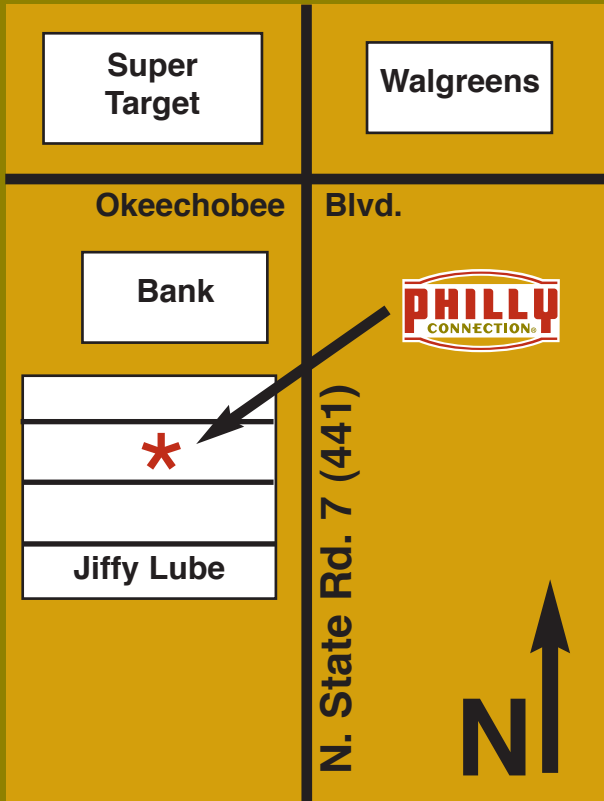 Super
Target
Walgreens
Okeechobee Blvd.
Bank
PHILLY
CONNECTION®
*
Jiffy Lube
N. State Rd. 7 (441)
N